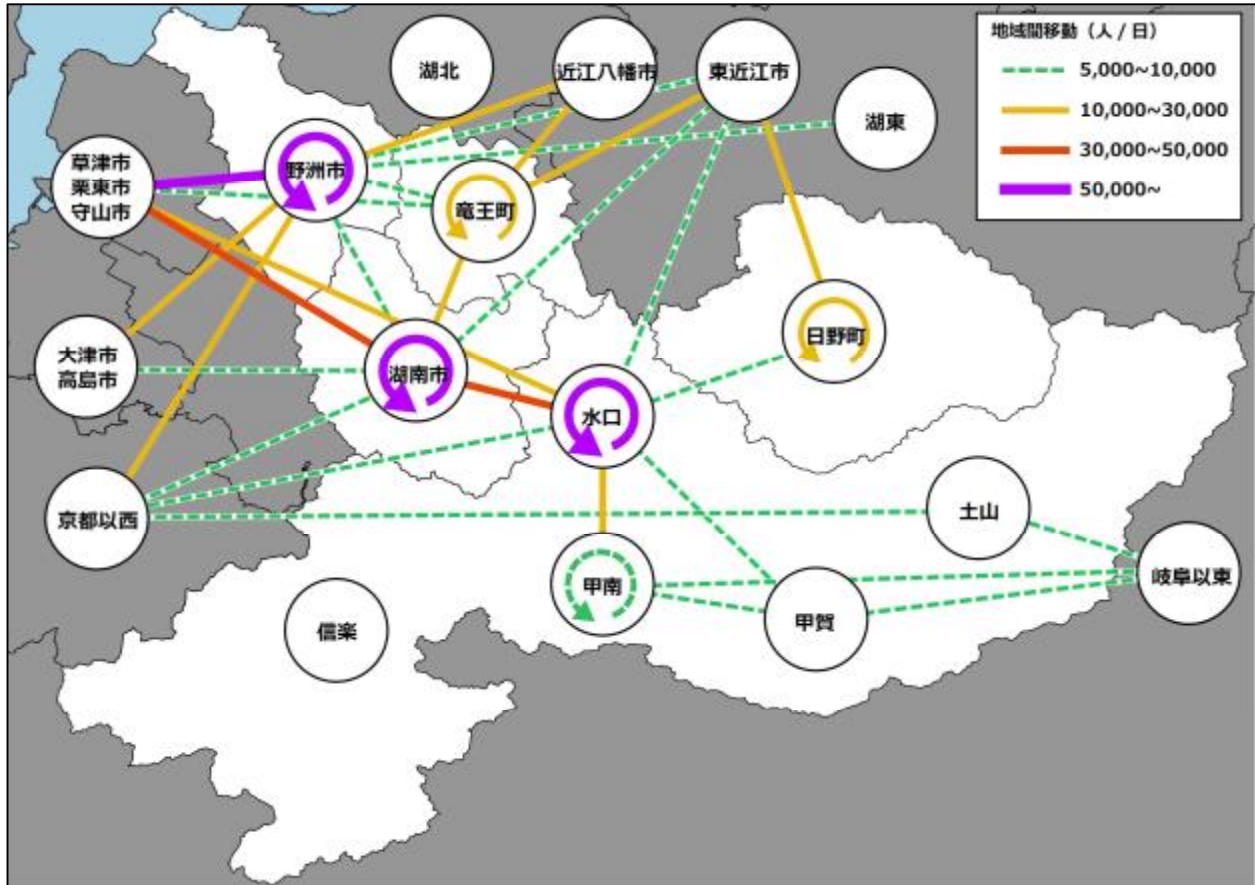 地域間移動（人 / 日）
5,000~10,000
10,000~30,000
30,000~50,000
50,000~
湖北
近江八幡市
東近江市
湖東
草津市
栗東市
守山市
野洲市
竜王町
大津市
高島市
湖南市
日野町
水口
京都以西
土山
岐阜以東
甲南
甲賀
信楽